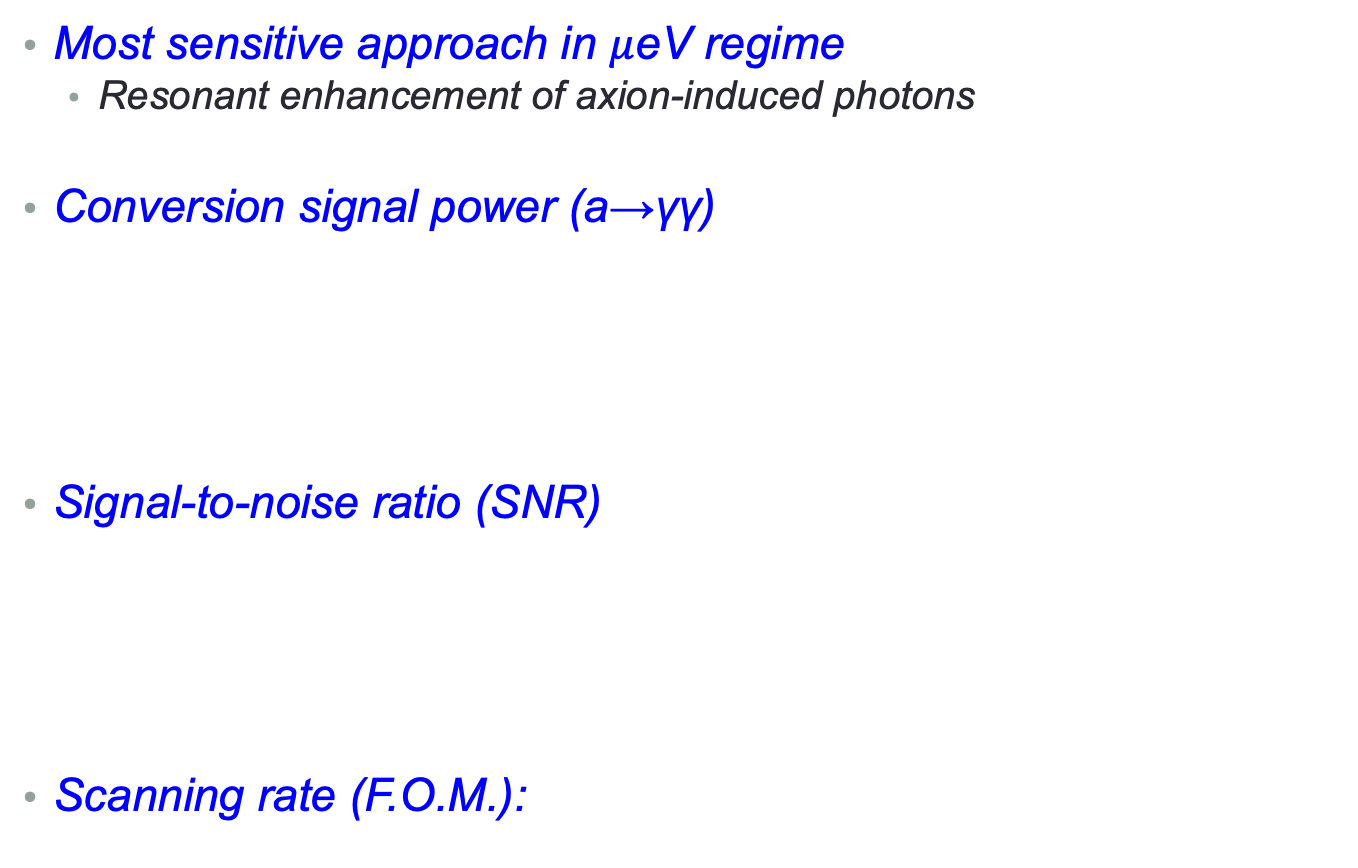 • Most sensitive approach in μeV regime
• Resonant enhancement of axion-induced photons
• Conversion signal power (a→γγ)
• Signal-to-noise ratio (SNR)
• Scanning rate (F.O.M.):